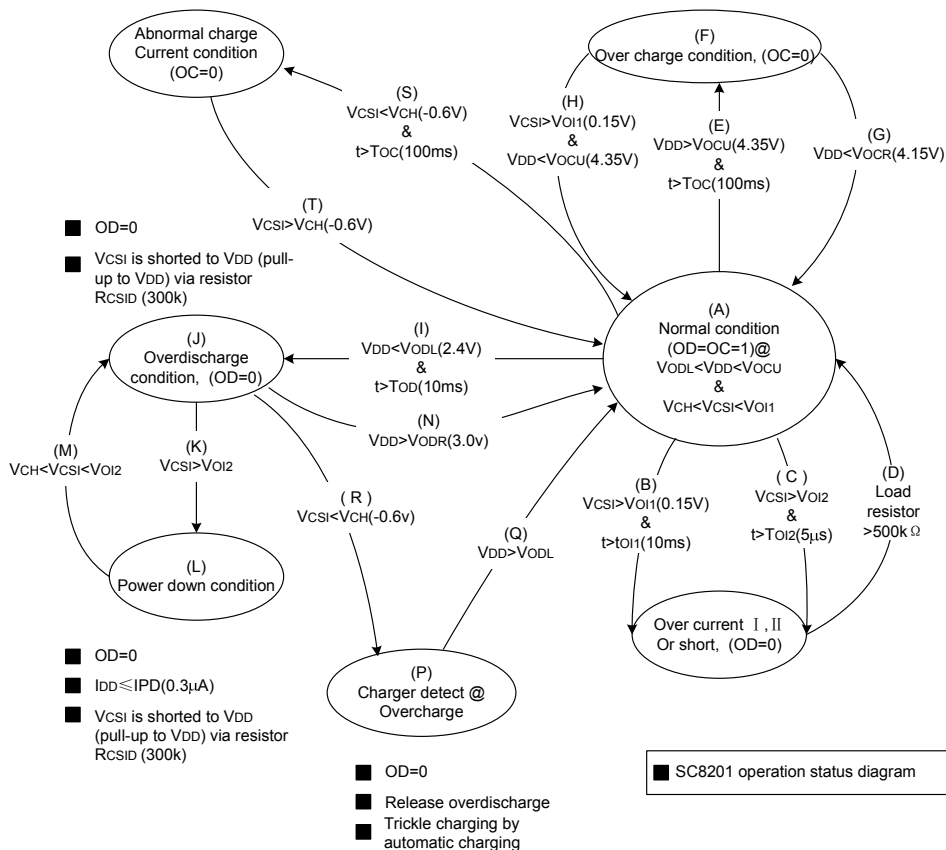 Abnormal charge
Current condition
(OC=0)
(F)
Over charge condition, (OC=0)
(S)
VCSI<VCH(-0.6v)
&
t>TOC(100ms)
(H)
VCSI>VOI1(0.15V)
&
VDD<VOCU(4.35V)
(E)
VDD>VOCU(4.35V)
&
t>TOC(100ms)
(G)
VDD<VOCR(4.15V)
(T)
VCSI>VCH(-0.6V)
OD=0
VCSI is shorted to VDD (pull-
up to VDD) via resistor
RCSID (300k)
(A)
Normal condition
(OD=OC=1)@
VODL<VDD<VOCU
&
VCH<VCSI<VOI1
(J)
Overdischarge
condition, (OD=0)
(I)
VDD<VODL(2.4V)
&
t>TOD(10ms)
(N)
VDD>VODR(3.0v)
(M)
VCH<VCSI<VOI2
(K)
VCSI>VOI2
(R)
VCSI<VCH(-0.6v)
(Q)
VDD>VODL
(B)
VCSI>VOI1(0.15V)
&
t>tOI1(10ms)
(C)
VCSI>VOI2
&
t>TOI2(5μs)
(D)
Load
resistor
>500kΩ
(L)
Power down condition
Over current Ⅰ,Ⅱ
Or short, (OD=0)
OD=0
IDD≤IPD(0.3μA)
VCSI is shorted to VDD
(pull-up to VDD) via resistor
RCSID (300k)
(P)
Charger detect @
Overcharge
OD=0
Release overdischarge
Trickle charging by
automatic charging
SC8201 operation status diagram